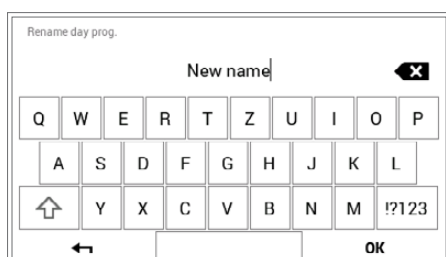 Rename day prog.
New name
Q W E R T Z U I O P
A S D F G H J K L
Y X C V B N M !?123
OK